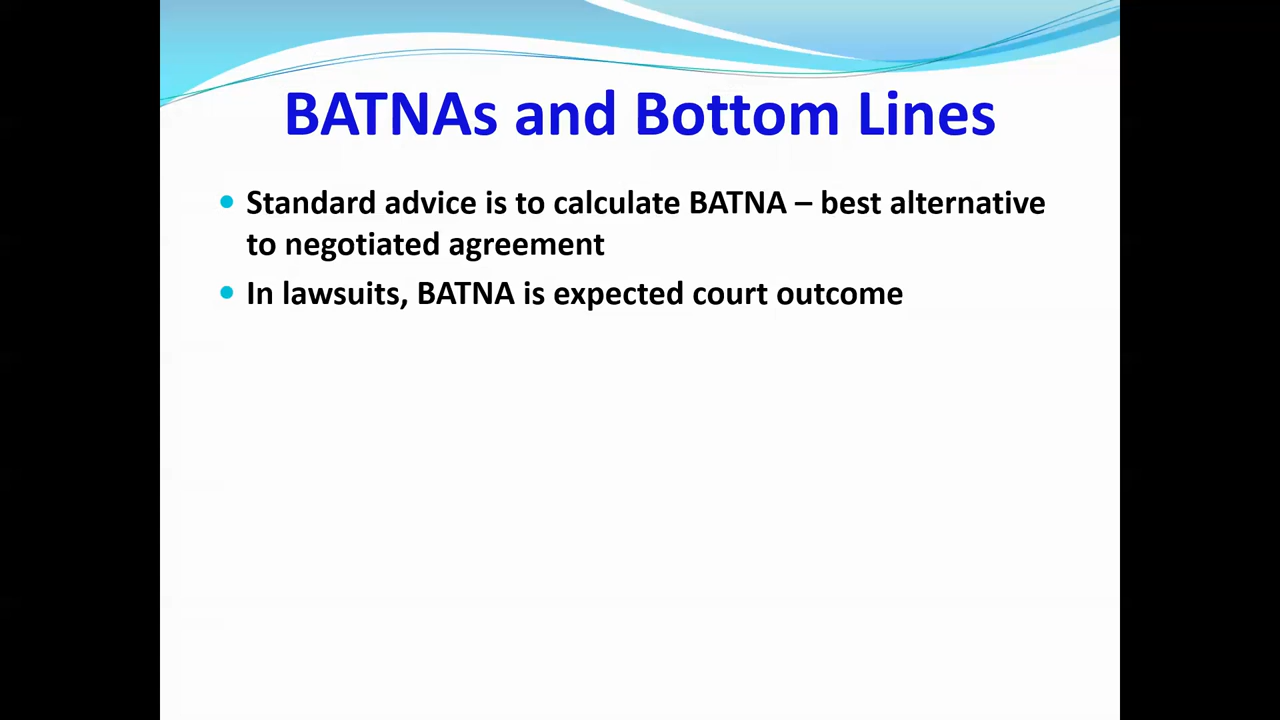 BATNAs and Bottom Lines
• Standard advice is to calculate BATNA – best alternative
to negotiated agreement
• In lawsuits, BATNA is expected court outcome